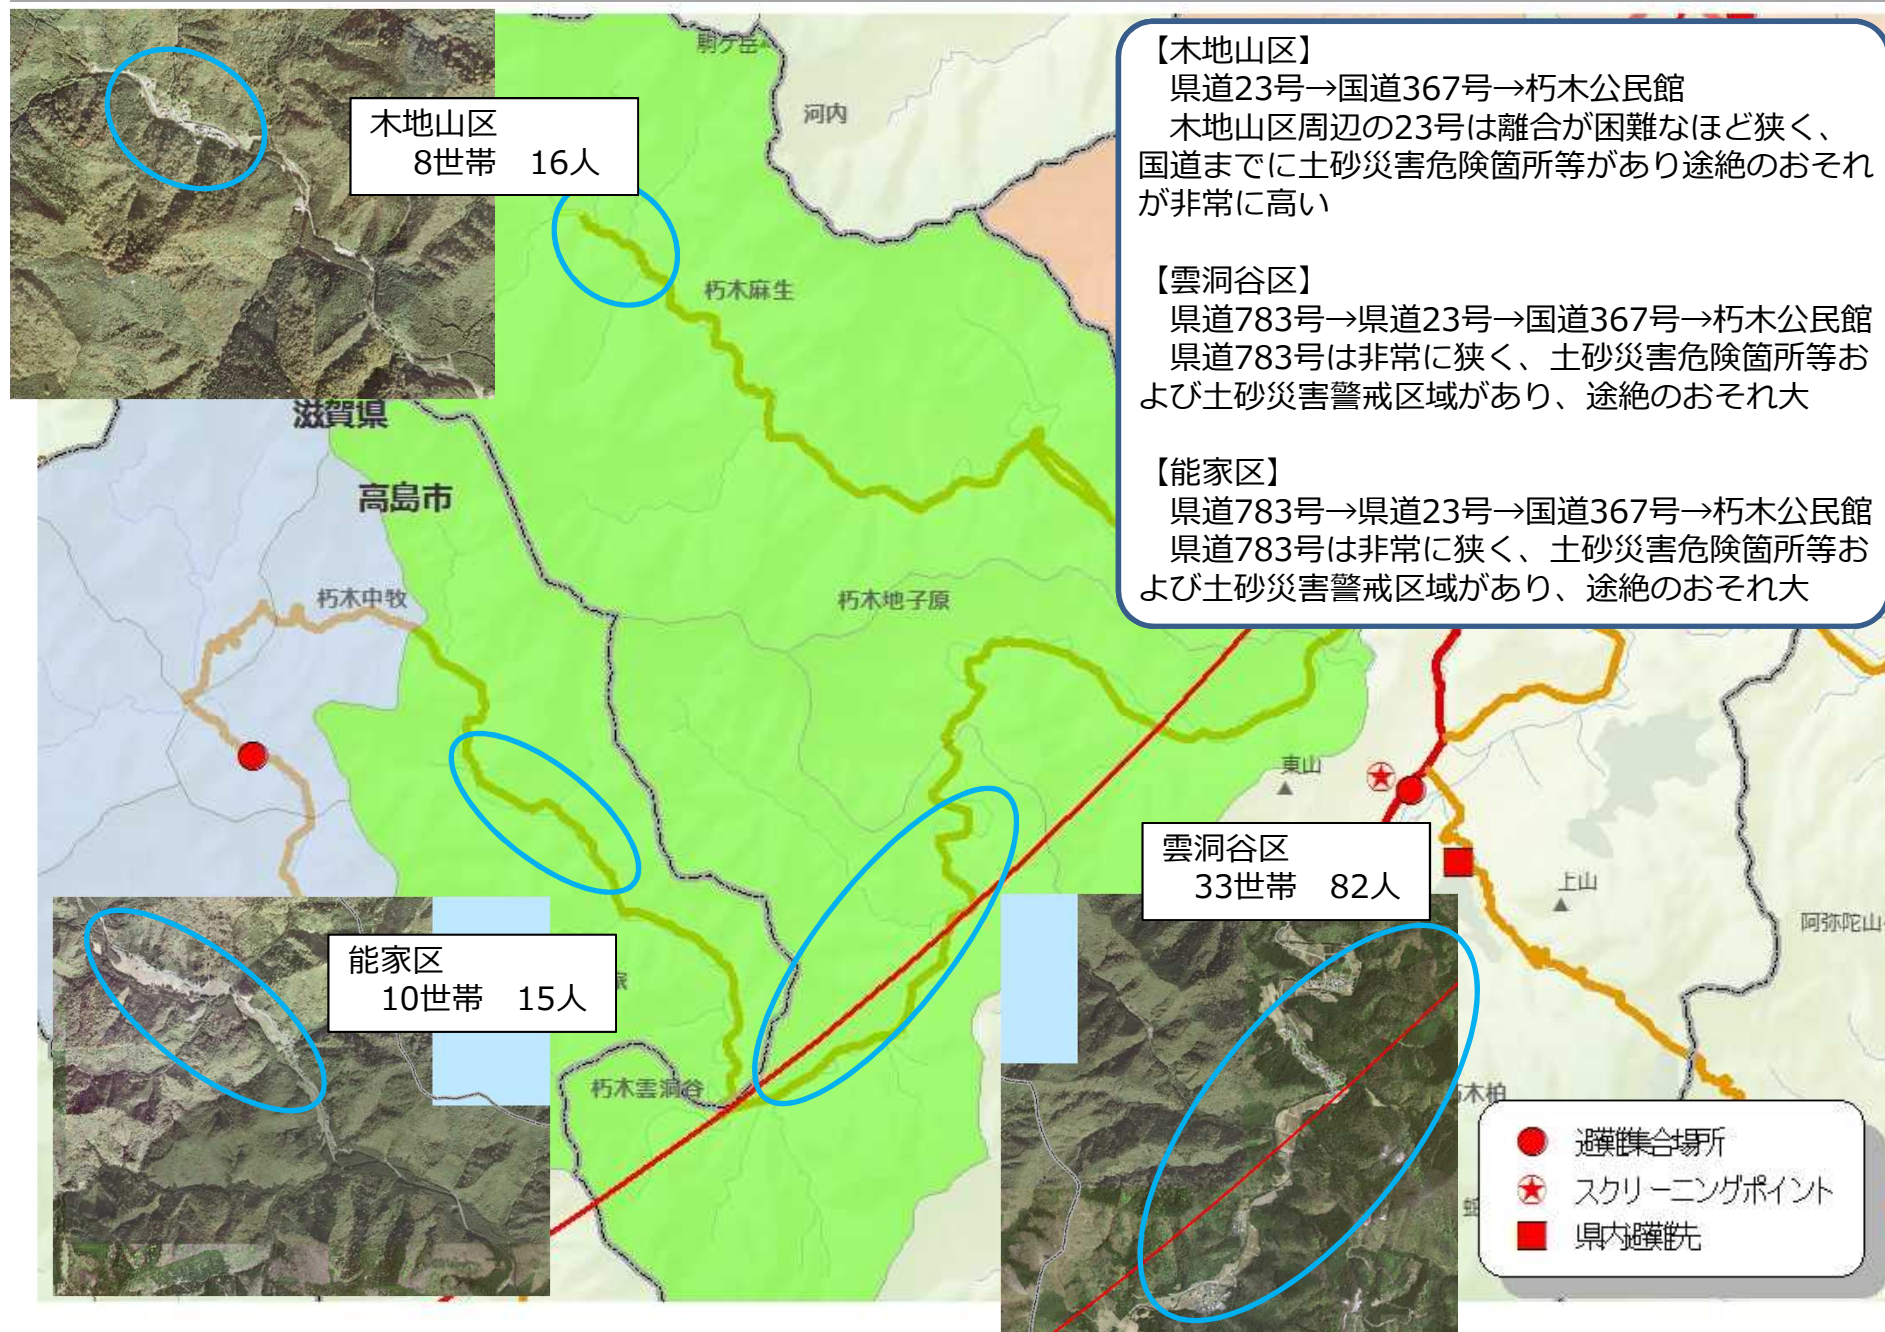 駒ケ岳
河内
木地山区
8世帯 16人
朽木麻生
滋賀県
高島市
朽木中牧
朽木地子原
【木地山区】
県道23号→国道367号→朽木公民館
木地山区周辺の23号は離合が困難なほど狭く、
国道までに土砂災害危険箇所等があり途絶のおそれ
が非常に高い
【雲洞谷区】
県道783号→県道23号→国道367号→朽木公民館
県道783号は非常に狭く、土砂災害危険箇所等お
よび土砂災害警戒区域があり、途絶のおそれ大
【能家区】
県道783号→県道23号→国道367号→朽木公民館
県道783号は非常に狭く、土砂災害危険箇所等お
よび土砂災害警戒区域があり、途絶のおそれ大
東山
雲洞谷区
33世帯 82人
上山
阿弥陀山
能家区
10世帯 15人
朽木雲洞谷
木柏
避難集合場所
スクリーニングポイント
県内避難先